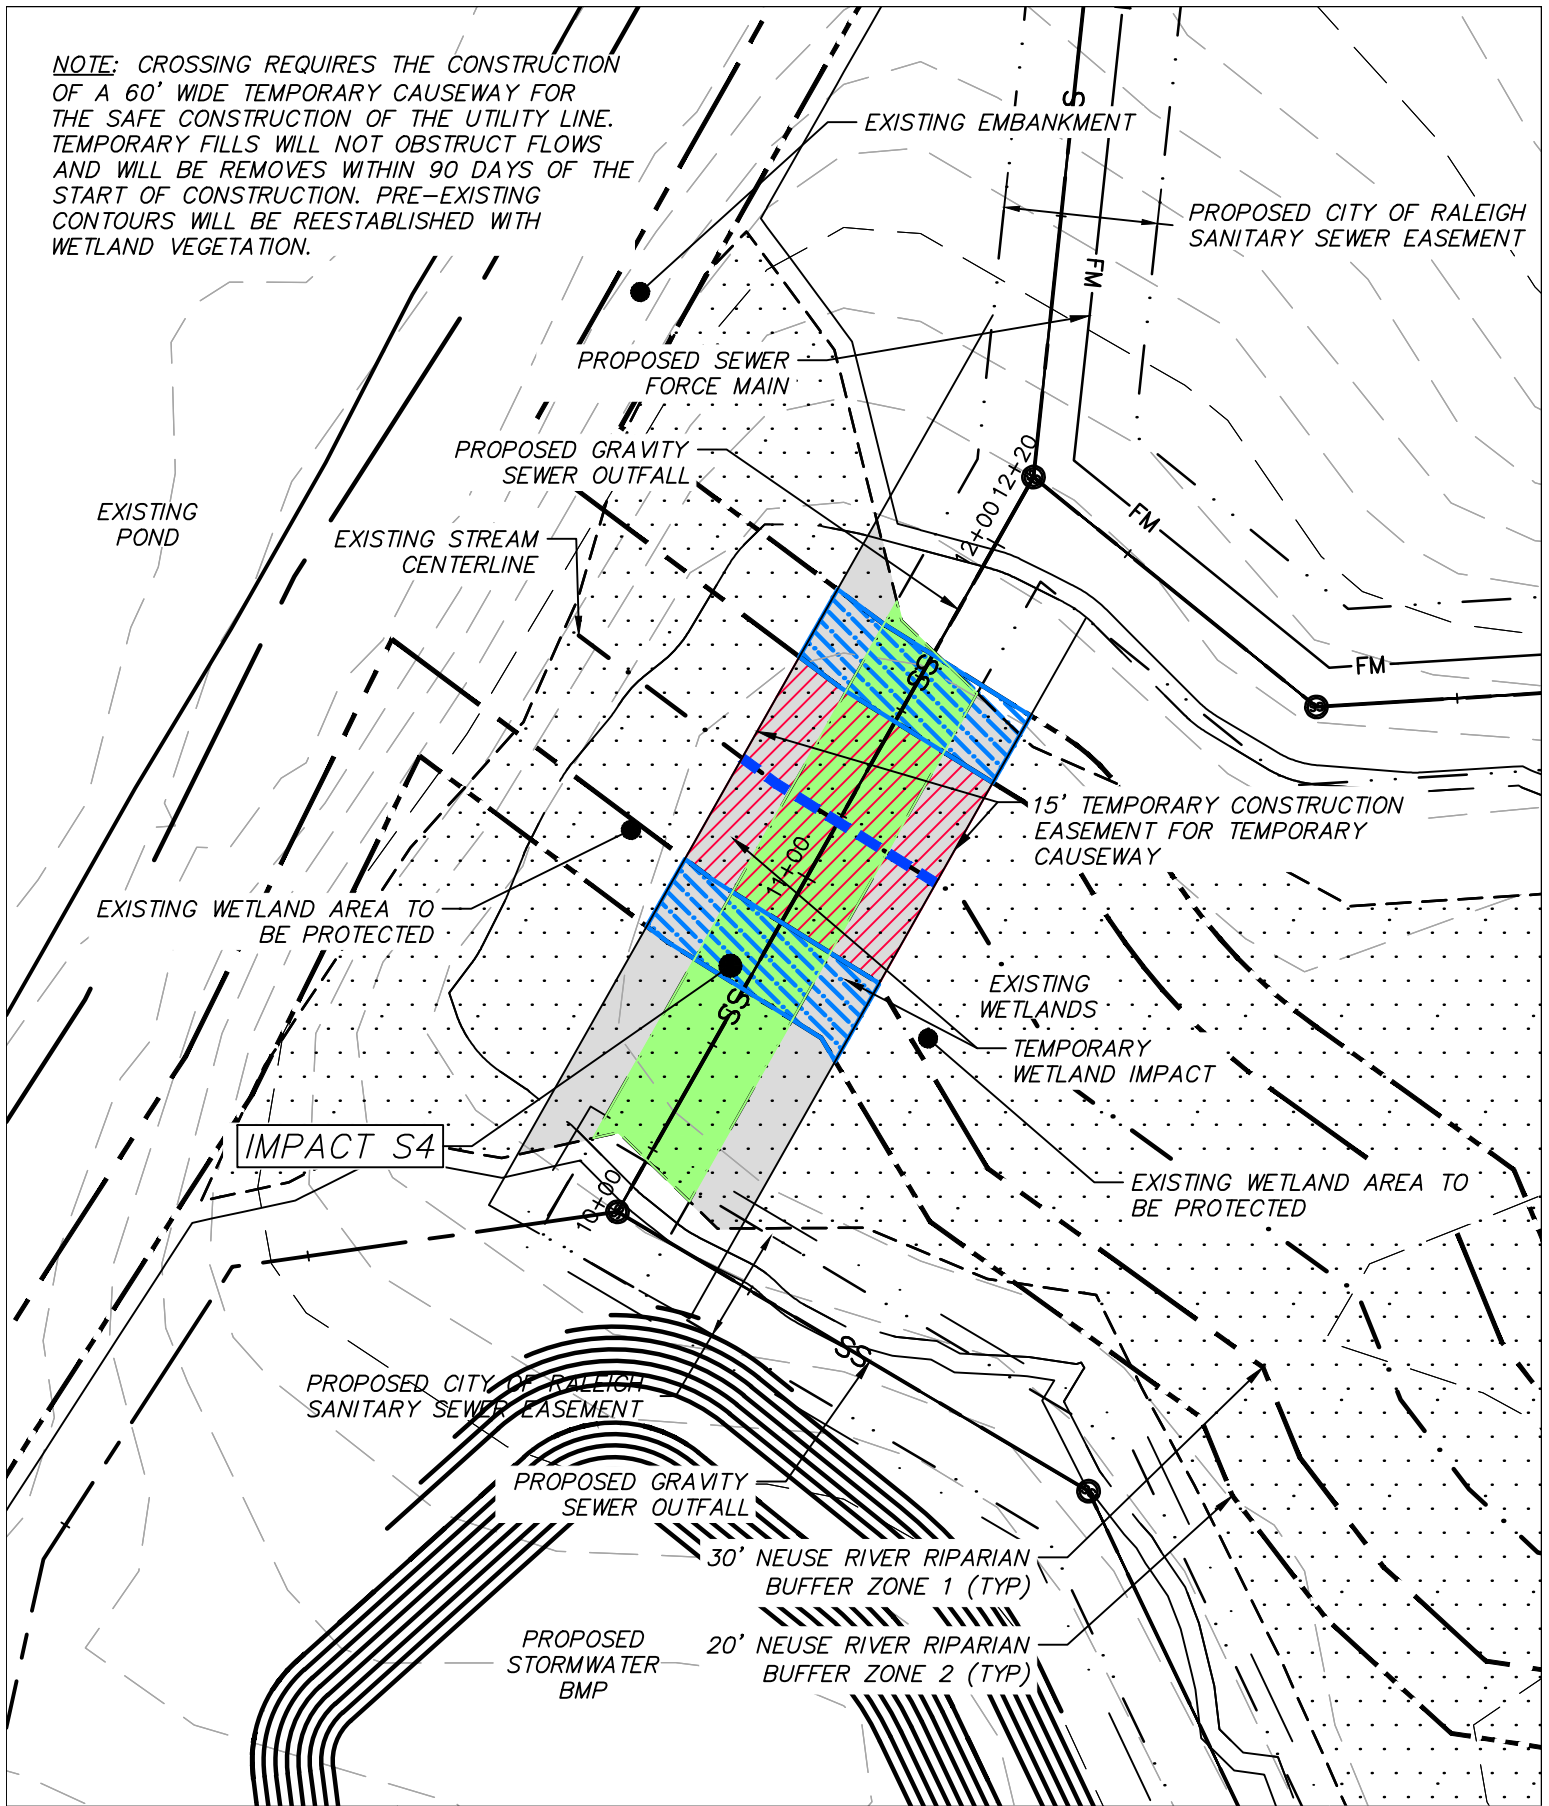 NOTE: CROSSING REQUIRES THE CONSTRUCTION
OF A 60' WIDE TEMPORARY CAUSEWAY FOR
THE SAFE CONSTRUCTION OF THE UTILITY LINE.
TEMPORARY FILLS WILL NOT OBSTRUCT FLOWS
AND WILL BE REMOVES WITHIN 90 DAYS OF THE
START OF CONSTRUCTION. PRE-EXISTING
CONTOURS WILL BE REESTABLISHED WITH
WETLAND VEGETATION.
S
EXISTING EMBANKMENT
PROPOSED CITY OF RALEIGH
SANITARY SEWER EASEMENT
FM
S
PROPOSED SEWER
FORCE MAIN
PROPOSED GRAVITY
SEWER OUTFALL
12+20
12+00
FM
EXISTING
POND
EXISTING STREAM
CENTERLINE
FM
SS
15' TEMPORARY CONSTRUCTION
EASEMENT FOR TEMPORARY
CAUSEWAY
11+00
EXISTING WETLAND AREA TO
BE PROTECTED
EXISTING
WETLANDS
SS
TEMPORARY
WETLAND IMPACT
IMPACT S4
10+00
EXISTING WETLAND AREA TO
BE PROTECTED
SS
PROPOSED CITY OF RALEIGH
SANITARY SEWER EASEMENT
PROPOSED GRAVITY
SEWER OUTFALL
30' NEUSE RIVER RIPARIAN
BUFFER ZONE 1 (TYP)
20' NEUSE RIVER RIPARIAN
BUFFER ZONE 2 (TYP)
PROPOSED
STORMWATER
BMP